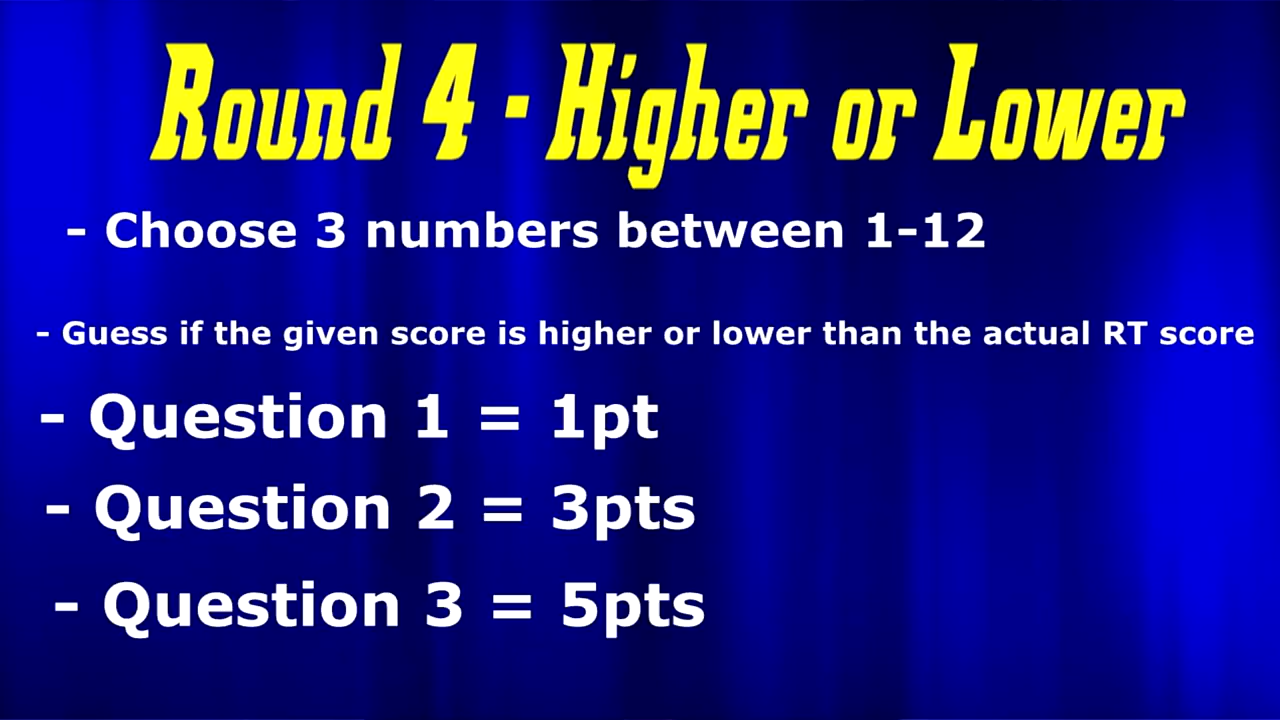 Round 4 - Higher or Lower
- Choose 3 numbers between 1-12
- Guess if the given score is higher or lower than the actual RT score
- Question 1 = 1pt
- Question 2 = 3pts
- Question 3 = 5pts